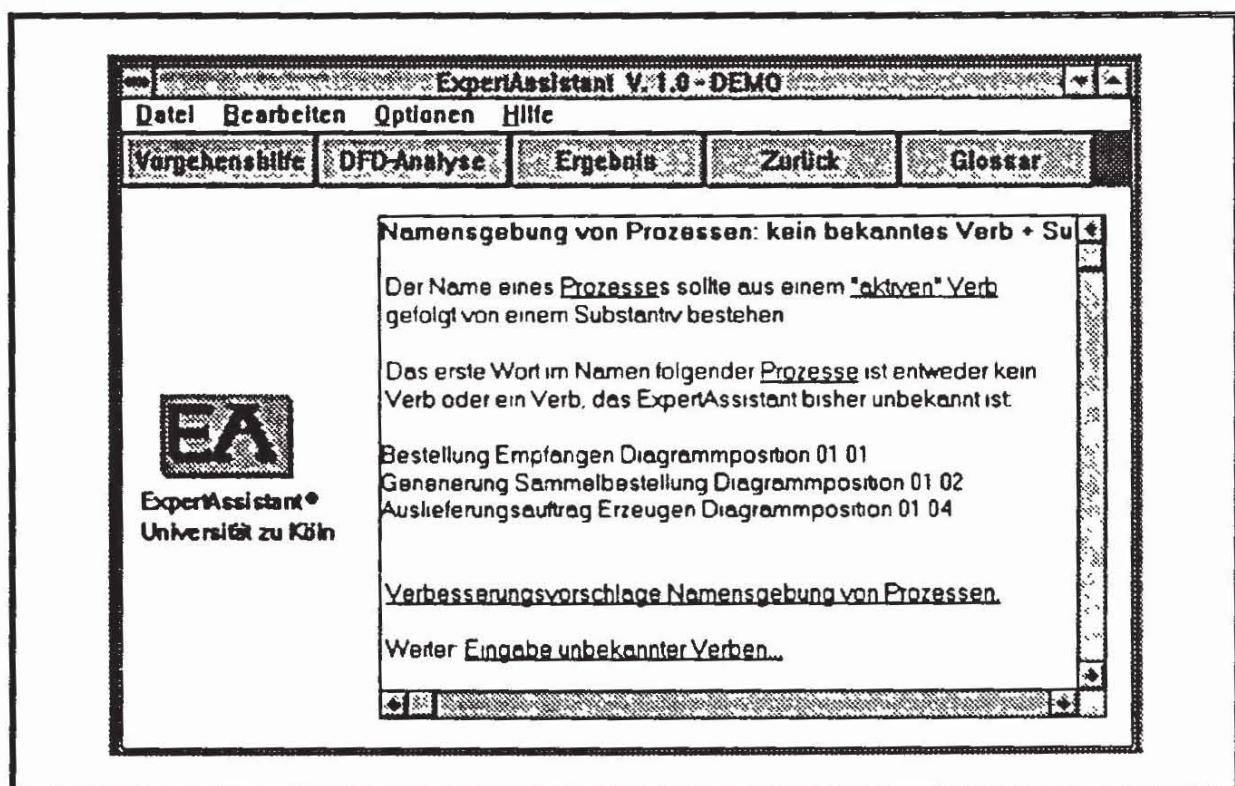 ExpertAssistant V. 1.0 - DEMO
Datei Bearbeiten Optionen Hilfe
Vorgehenshilfe DFD-Analyse Ergebnis Zurück Glossar
Namensgebung von Prozessen: kein bekanntes Verb + Su
Der Name eines Prozesses sollte aus einem "aktiven" Verb
gefolgt von einem Substantiv bestehen
Das erste Wort im Namen folgender Prozesse ist entweder kein
Verb oder ein Verb, das ExpertAssistant bisher unbekannt ist:
Bestellung Empfangen Diagrammposition 01 01
Generierung Sammelbestellung Diagrammposition 01 02
Auslieferungsauftrag Erzeugen Diagrammposition 01 04
Verbesserungsvorschlage Namensgebung von Prozessen.
Weiter: Eingabe unbekannter Verben...
EA
ExpertAssistant®
Universität zu Köln